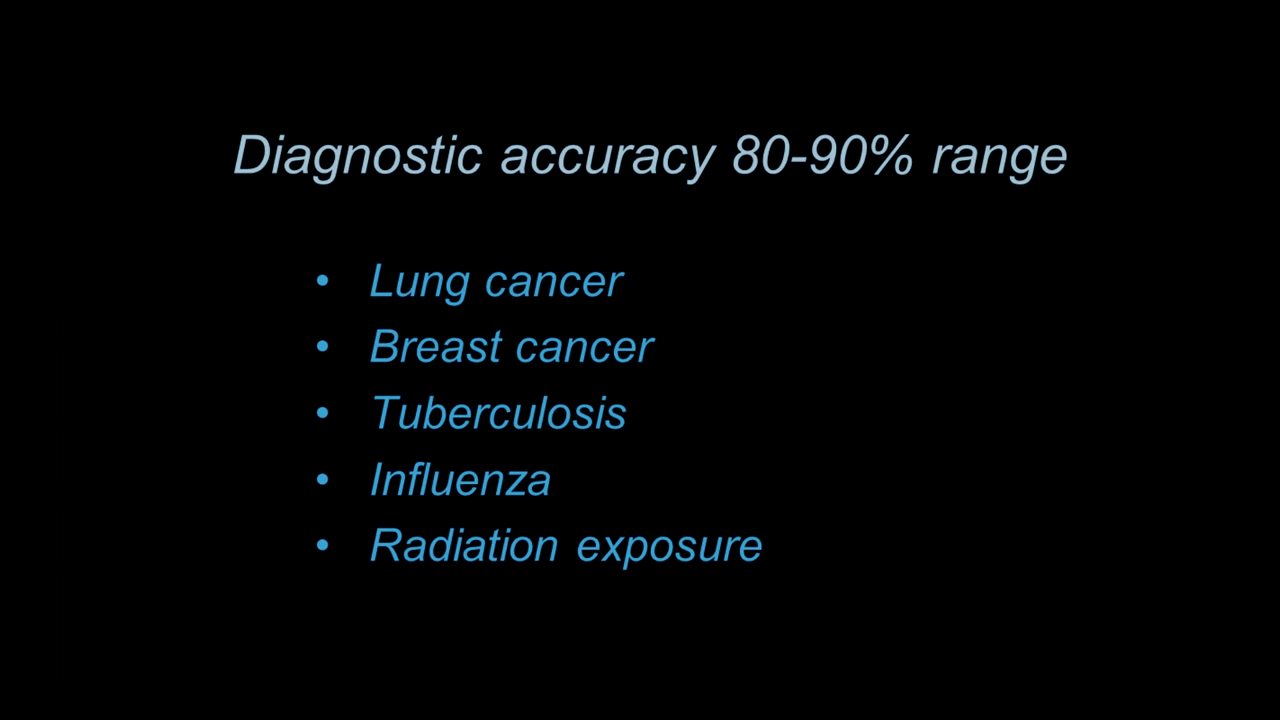 Diagnostic accuracy 80-90% range
• Lung cancer
• Breast cancer
• Tuberculosis
• Influenza
• Radiation exposure